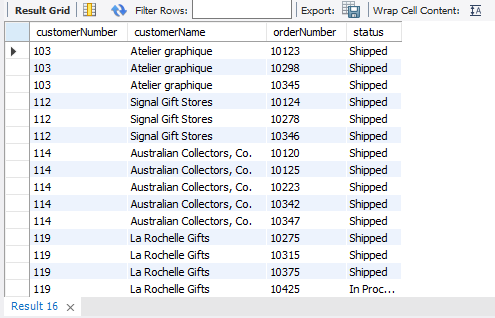 Result Grid Filter Rows: Export: Wrap Cell Content:
customerNumber customerName orderNumber status
103 Atelier graphique 10123 Shipped
103 Atelier graphique 10298 Shipped
103 Atelier graphique 10345 Shipped
112 Signal Gift Stores 10124 Shipped
112 Signal Gift Stores 10278 Shipped
112 Signal Gift Stores 10346 Shipped
114 Australian Collectors, Co. 10120 Shipped
114 Australian Collectors, Co. 10125 Shipped
114 Australian Collectors, Co. 10223 Shipped
114 Australian Collectors, Co. 10342 Shipped
114 Australian Collectors, Co. 10347 Shipped
119 La Rochelle Gifts 10275 Shipped
119 La Rochelle Gifts 10315 Shipped
119 La Rochelle Gifts 10375 Shipped
119 La Rochelle Gifts 10425 In Proc...
Result 16